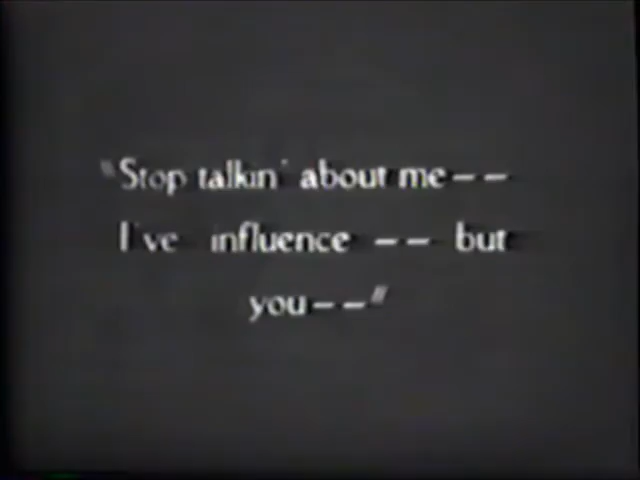 "Stop talkin' about me--
I've influence -- but
you--"